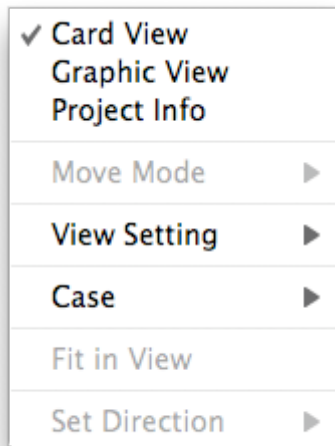 Card View
Graphic View
Project Info
Move Mode
View Setting
Case
Fit in View
Set Direction